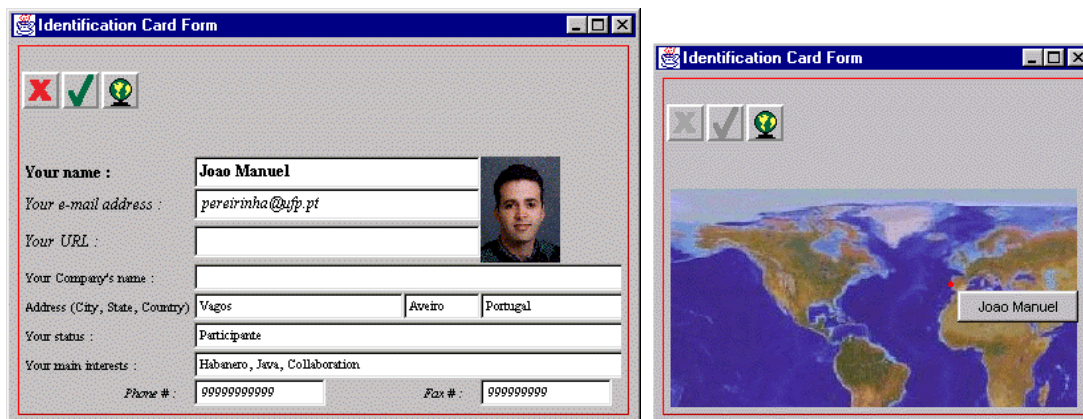 Identification Card Form
Your name : Joao Manuel
Your e-mail address : pereirinha@ufp.pt
Your URL :
Your Company's name :
Address (City, State, Country) Vagos Aveiro Portugal
Your status : Participante
Your main interests : Habanero, Java, Collaboration
Phone # : 99999999999 Fax # : 999999999
Identification Card Form
Joao Manuel